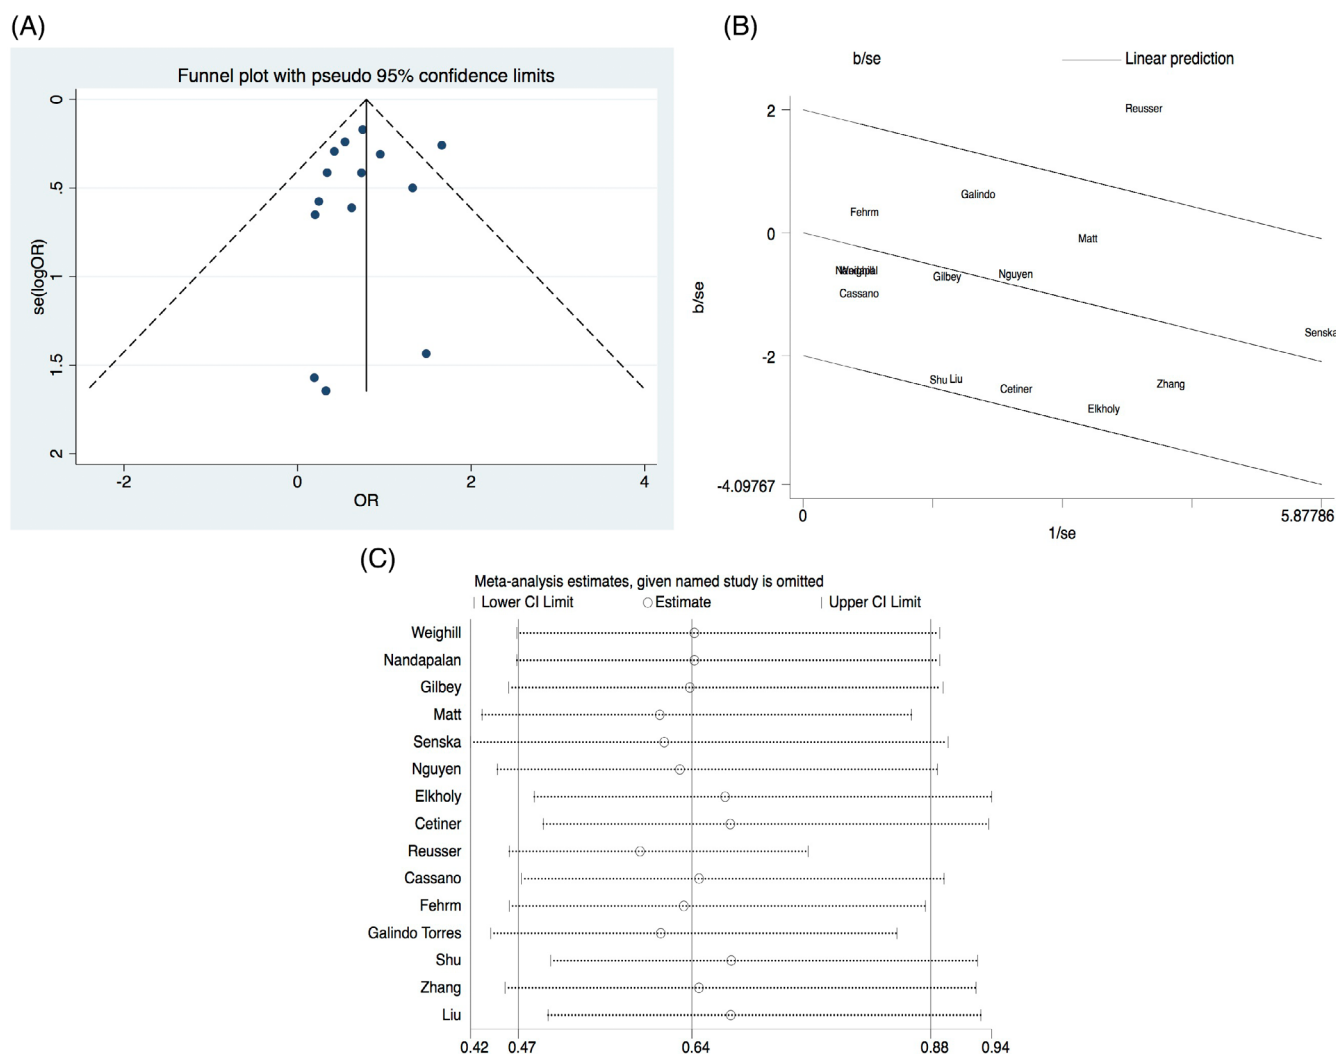 (A)
Funnel plot with pseudo 95% confidence limits
se(logOR)
0
.5
1
1.5
2
-2
0
2
4
OR
(B)
b/se
Linear prediction
b/se
2
0
-2
-4.09767
Reusser
Galindo
Fehrm
Matt
Gilbey
Nguyen
Cassano
Senska
Shu
Liu
Cetiner
Zhang
Elkholy
0
5.87786
1/se
(C)
Meta-analysis estimates, given named study is omitted
Lower CI Limit
Estimate
Upper CI Limit
Weighill
Nandapalan
Gilbey
Matt
Senska
Nguyen
Elkholy
Cetiner
Reusser
Cassano
Fehrm
Galindo Torres
Shu
Zhang
Liu
0.42
0.47
0.64
0.88
0.94